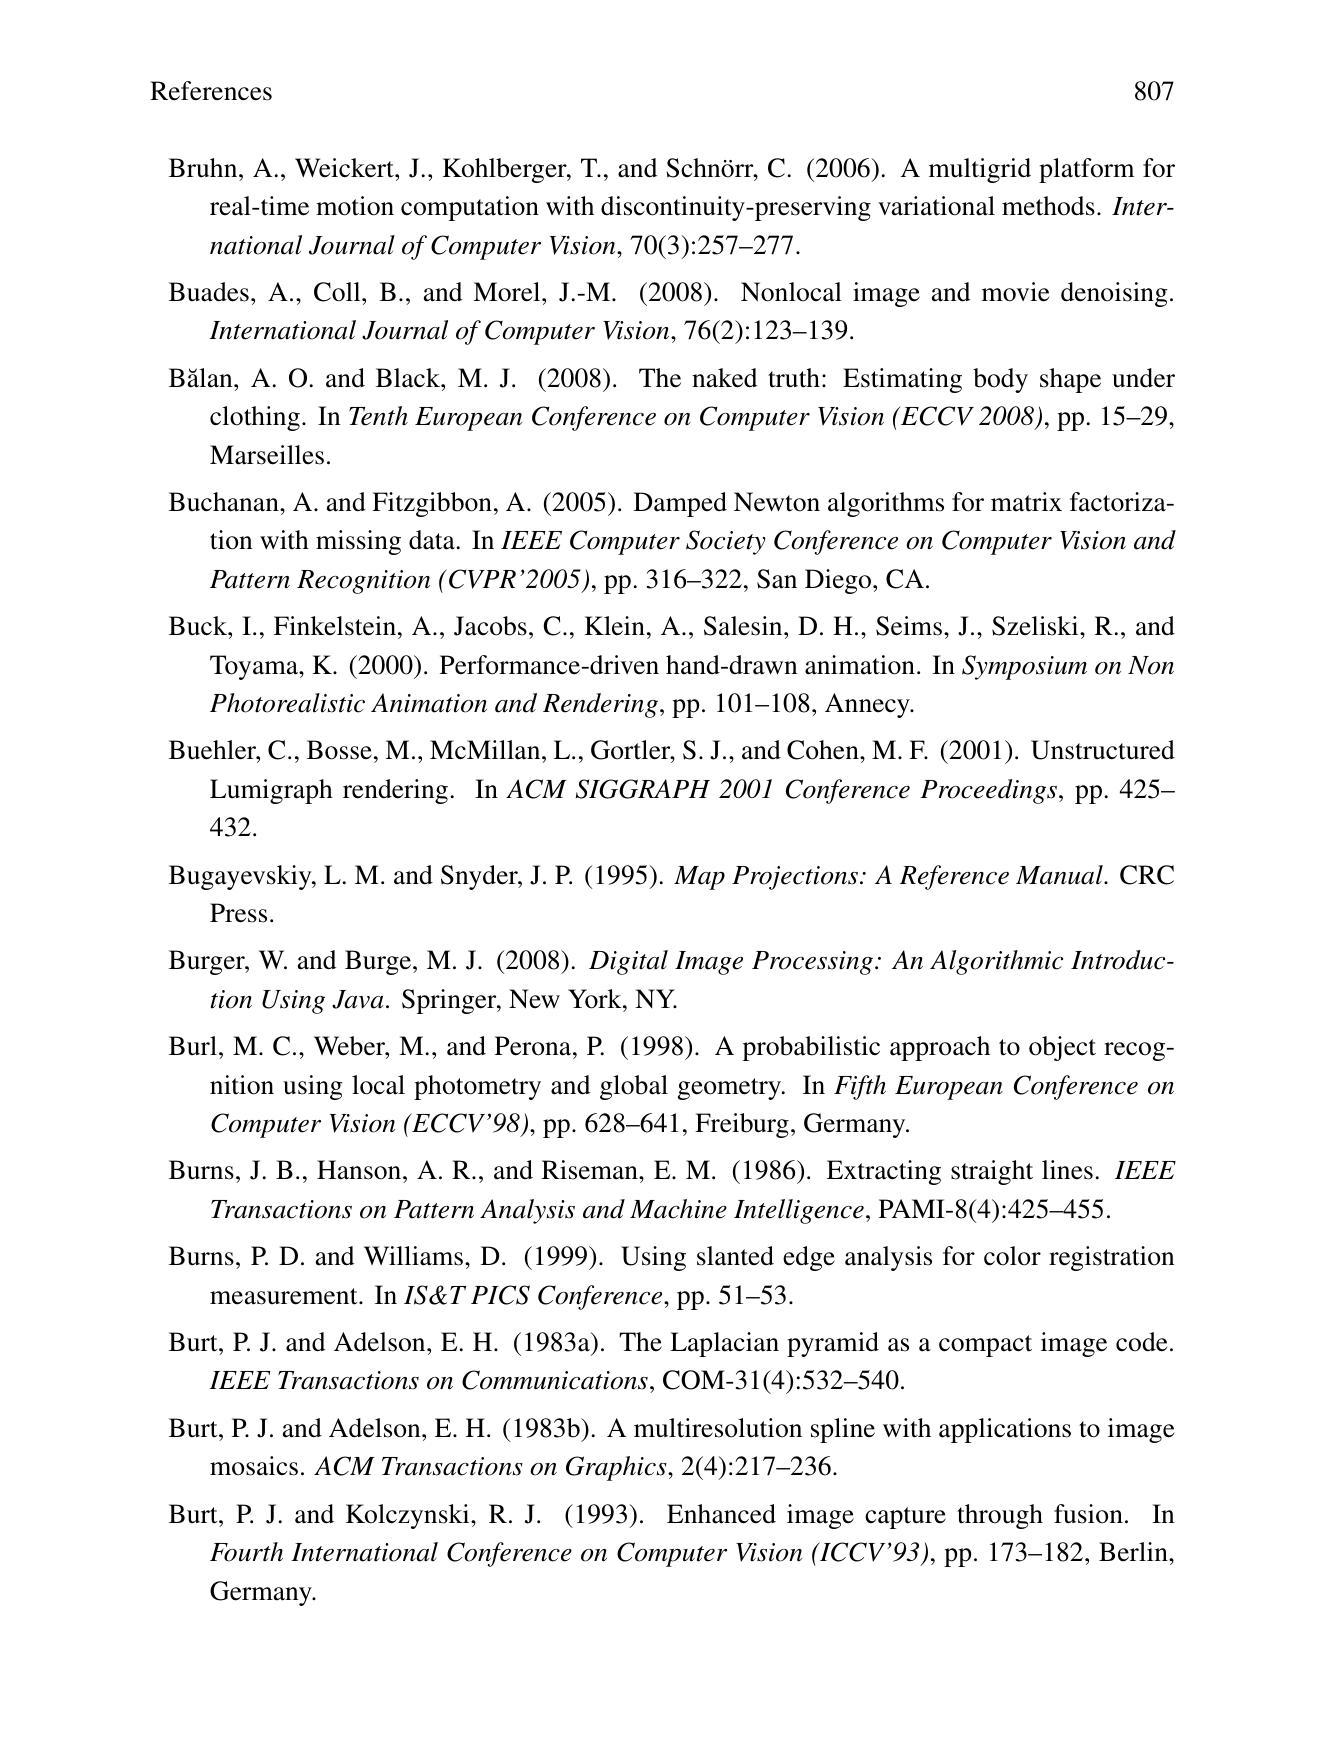 References 807
Bruhn, A., Weickert, J., Kohlberger, T., and Schnörr, C. (2006). A multigrid platform for
real-time motion computation with discontinuity-preserving variational methods. Inter-
national Journal of Computer Vision, 70(3):257–277.
Buades, A., Coll, B., and Morel, J.-M. (2008). Nonlocal image and movie denoising.
International Journal of Computer Vision, 76(2):123–139.
Bălan, A. O. and Black, M. J. (2008). The naked truth: Estimating body shape under
clothing. In Tenth European Conference on Computer Vision (ECCV 2008), pp. 15–29,
Marseilles.
Buchanan, A. and Fitzgibbon, A. (2005). Damped Newton algorithms for matrix factoriza-
tion with missing data. In IEEE Computer Society Conference on Computer Vision and
Pattern Recognition (CVPR’2005), pp. 316–322, San Diego, CA.
Buck, I., Finkelstein, A., Jacobs, C., Klein, A., Salesin, D. H., Seims, J., Szeliski, R., and
Toyama, K. (2000). Performance-driven hand-drawn animation. In Symposium on Non
Photorealistic Animation and Rendering, pp. 101–108, Annecy.
Buehler, C., Bosse, M., McMillan, L., Gortler, S. J., and Cohen, M. F. (2001). Unstructured
Lumigraph rendering. In ACM SIGGRAPH 2001 Conference Proceedings, pp. 425–
432.
Bugayevskiy, L. M. and Snyder, J. P. (1995). Map Projections: A Reference Manual. CRC
Press.
Burger, W. and Burge, M. J. (2008). Digital Image Processing: An Algorithmic Introduc-
tion Using Java. Springer, New York, NY.
Burl, M. C., Weber, M., and Perona, P. (1998). A probabilistic approach to object recog-
nition using local photometry and global geometry. In Fifth European Conference on
Computer Vision (ECCV’98), pp. 628–641, Freiburg, Germany.
Burns, J. B., Hanson, A. R., and Riseman, E. M. (1986). Extracting straight lines. IEEE
Transactions on Pattern Analysis and Machine Intelligence, PAMI-8(4):425–455.
Burns, P. D. and Williams, D. (1999). Using slanted edge analysis for color registration
measurement. In IS&T PICS Conference, pp. 51–53.
Burt, P. J. and Adelson, E. H. (1983a). The Laplacian pyramid as a compact image code.
IEEE Transactions on Communications, COM-31(4):532–540.
Burt, P. J. and Adelson, E. H. (1983b). A multiresolution spline with applications to image
mosaics. ACM Transactions on Graphics, 2(4):217–236.
Burt, P. J. and Kolczynski, R. J. (1993). Enhanced image capture through fusion. In
Fourth International Conference on Computer Vision (ICCV’93), pp. 173–182, Berlin,
Germany.